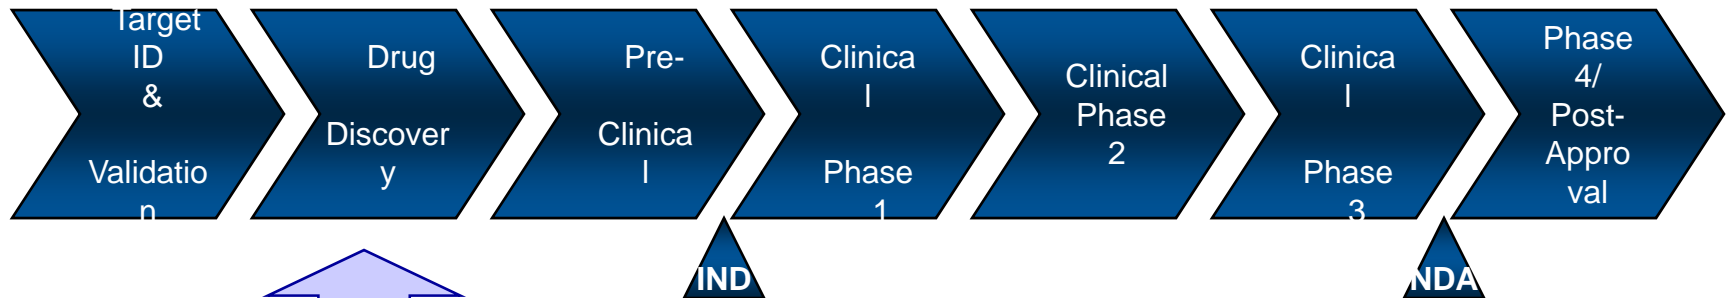 Target
ID
&
Validatio
n
Drug
Discover
y
Pre-
Clinica
l
Clinica
l
Phase
1
Clinical
Phase
2
Clinica
l
Phase
3
Phase
4/
Post-
Appro
val
IND
NDA